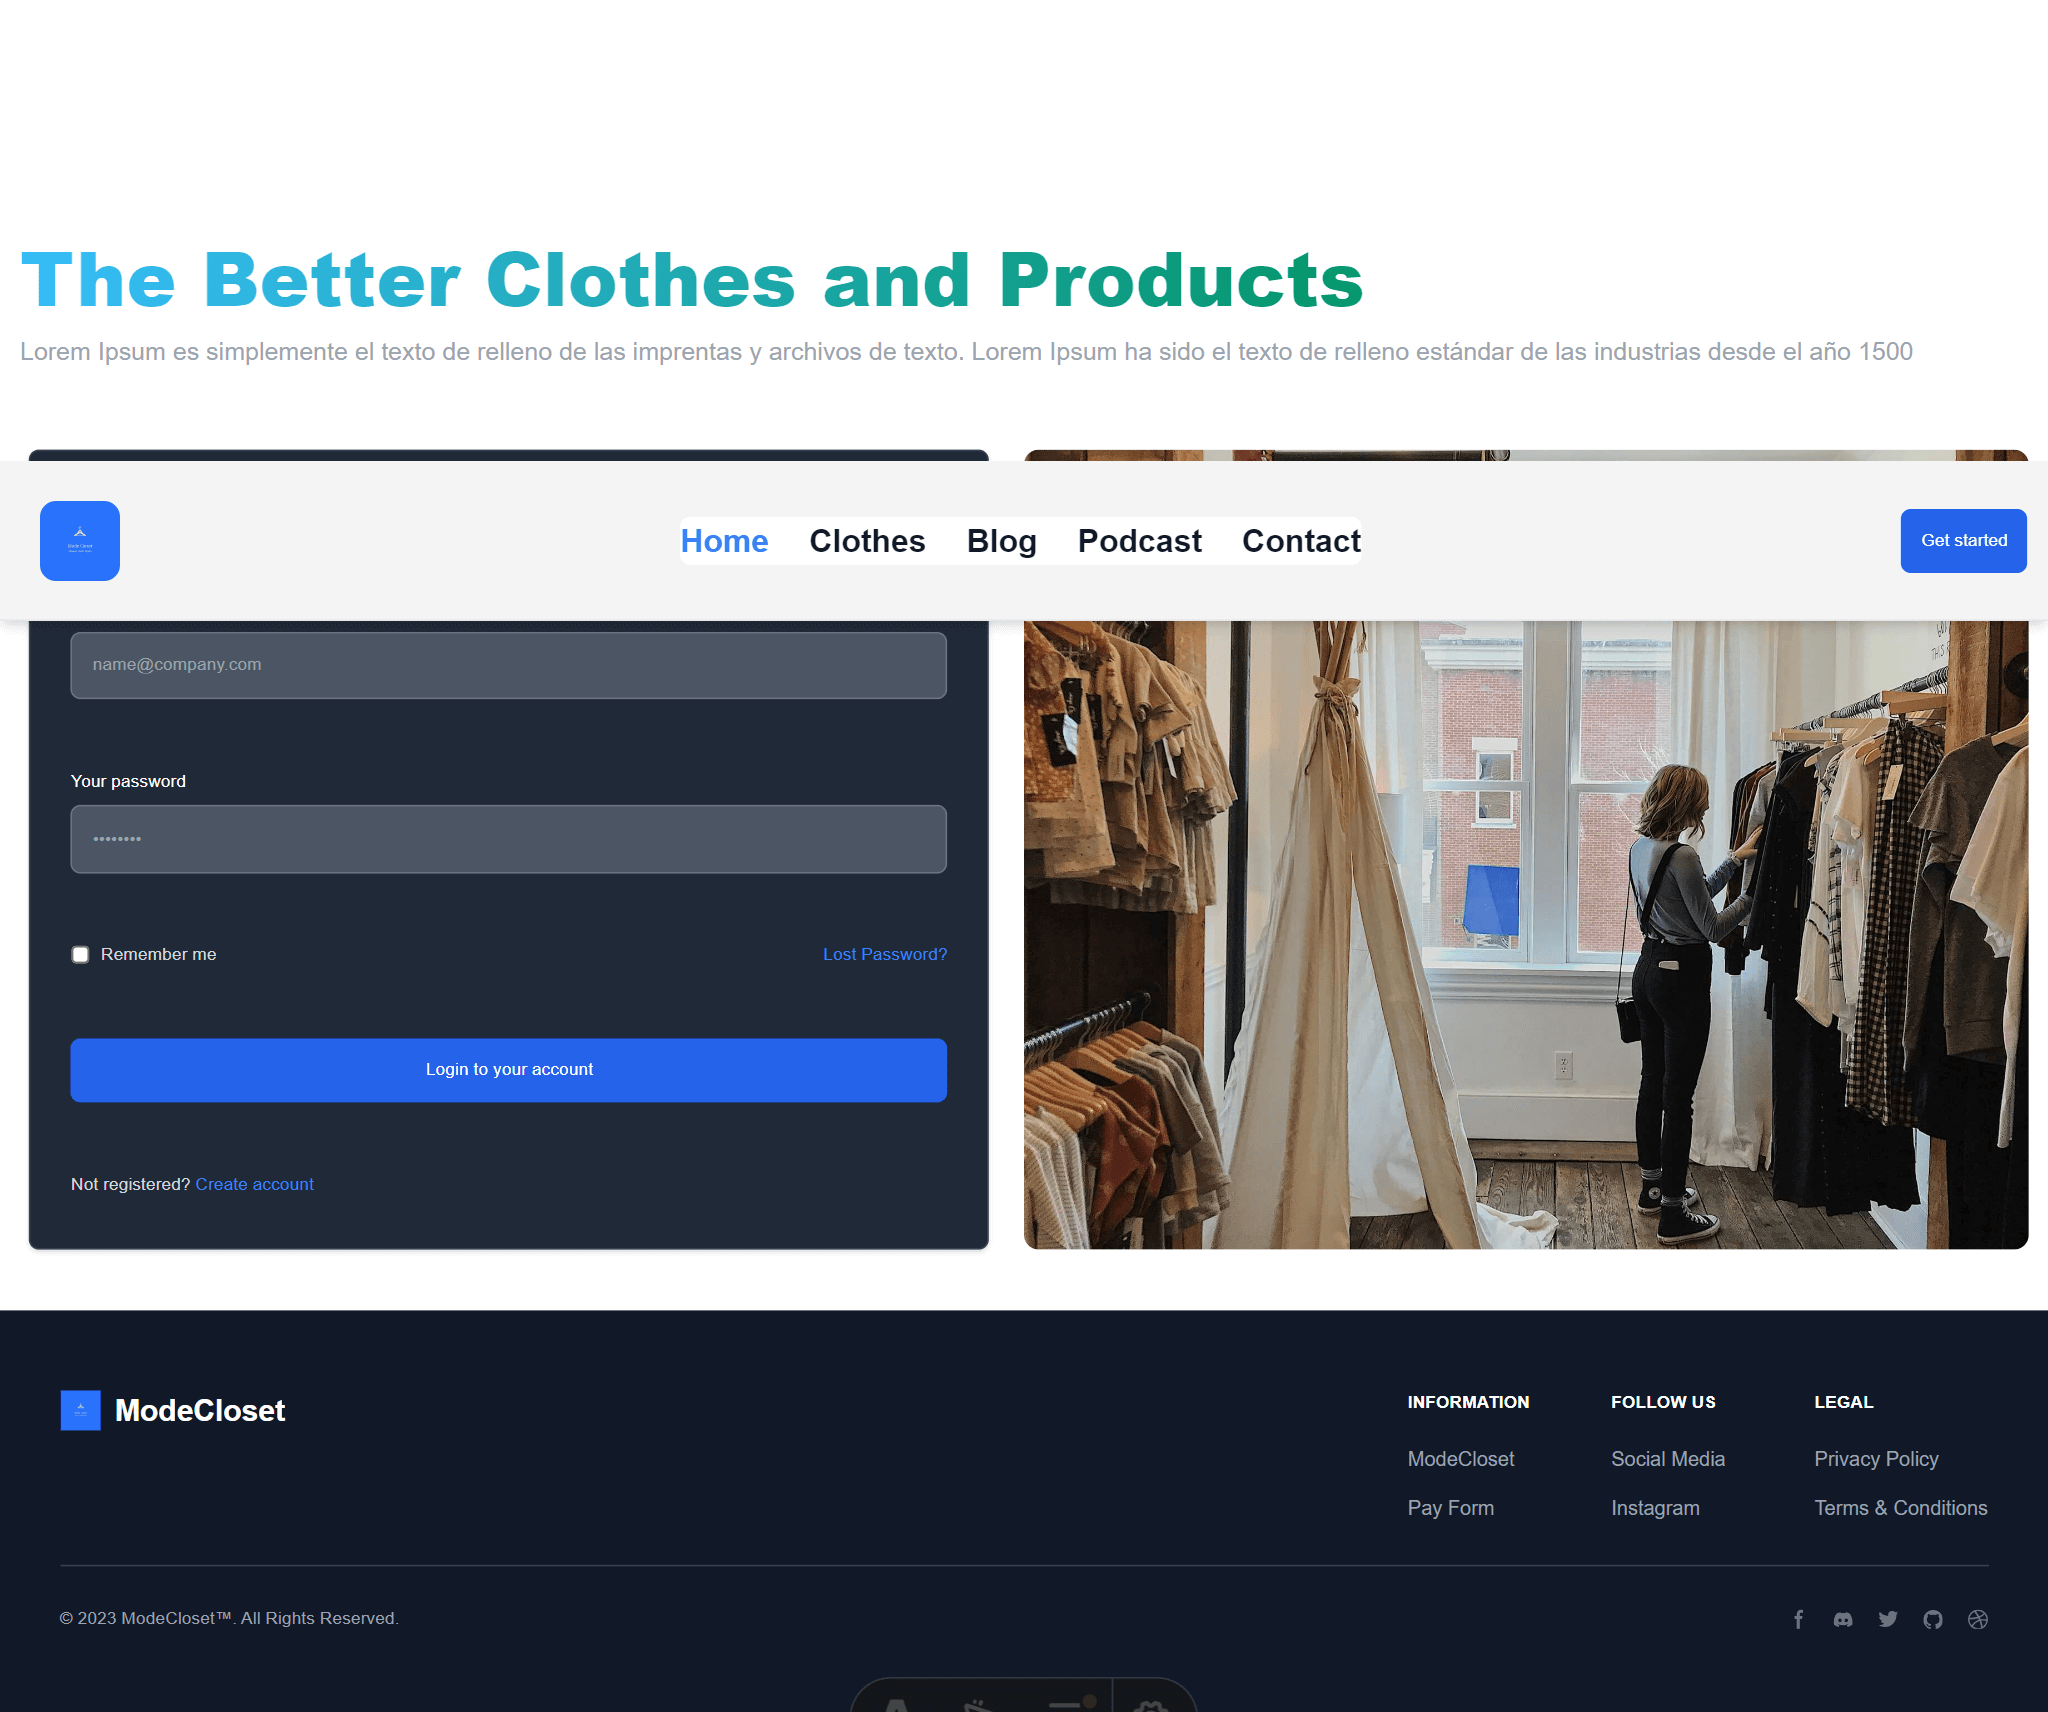 The Better Clothes and Products
Lorem Ipsum es simplemente el texto de relleno de las imprentas y archivos de texto. Lorem Ipsum ha sido el texto de relleno estándar de las industrias desde el año 1500
Home Clothes Blog Podcast Contact
Get started
name@company.com
Your password
••••••••
Remember me
Lost Password?
Login to your account
Not registered? Create account
ModeCloset
INFORMATION
ModeCloset
Pay Form
FOLLOW US
Social Media
Instagram
LEGAL
Privacy Policy
Terms & Conditions
© 2023 ModeCloset™. All Rights Reserved.